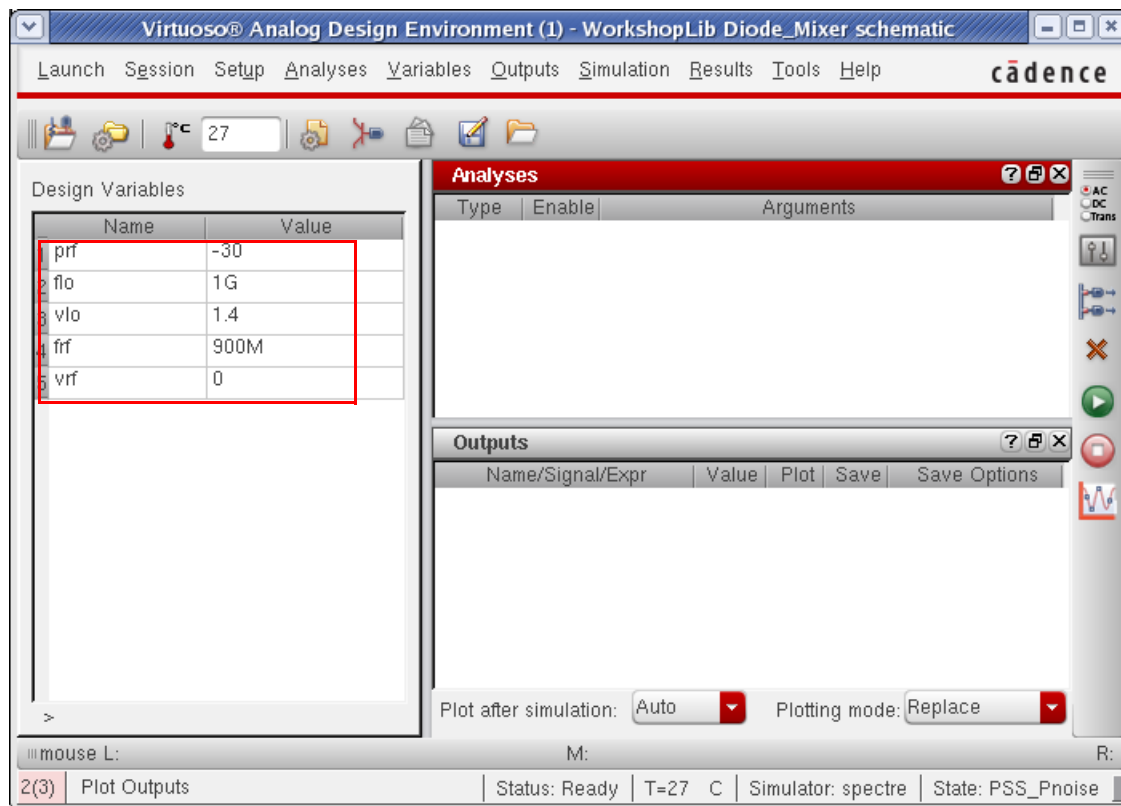 Virtuoso® Analog Design Environment (1) - WorkshopLib Diode_Mixer schematic
Launch Session Setup Analyses Variables Outputs Simulation Results Tools Help cādence
°C 27
Design Variables
Name Value
1 prf -30
2 flo 1G
3 vlo 1.4
4 frf 900M
5 vrf 0
>
Analyses
Type Enable Arguments
AC
DC
Trans
Outputs
Name/Signal/Expr Value Plot Save Save Options
Plot after simulation: Auto Plotting mode: Replace
mouse L: M: R:
2(3) Plot Outputs Status: Ready T=27 C Simulator: spectre State: PSS_Pnoise